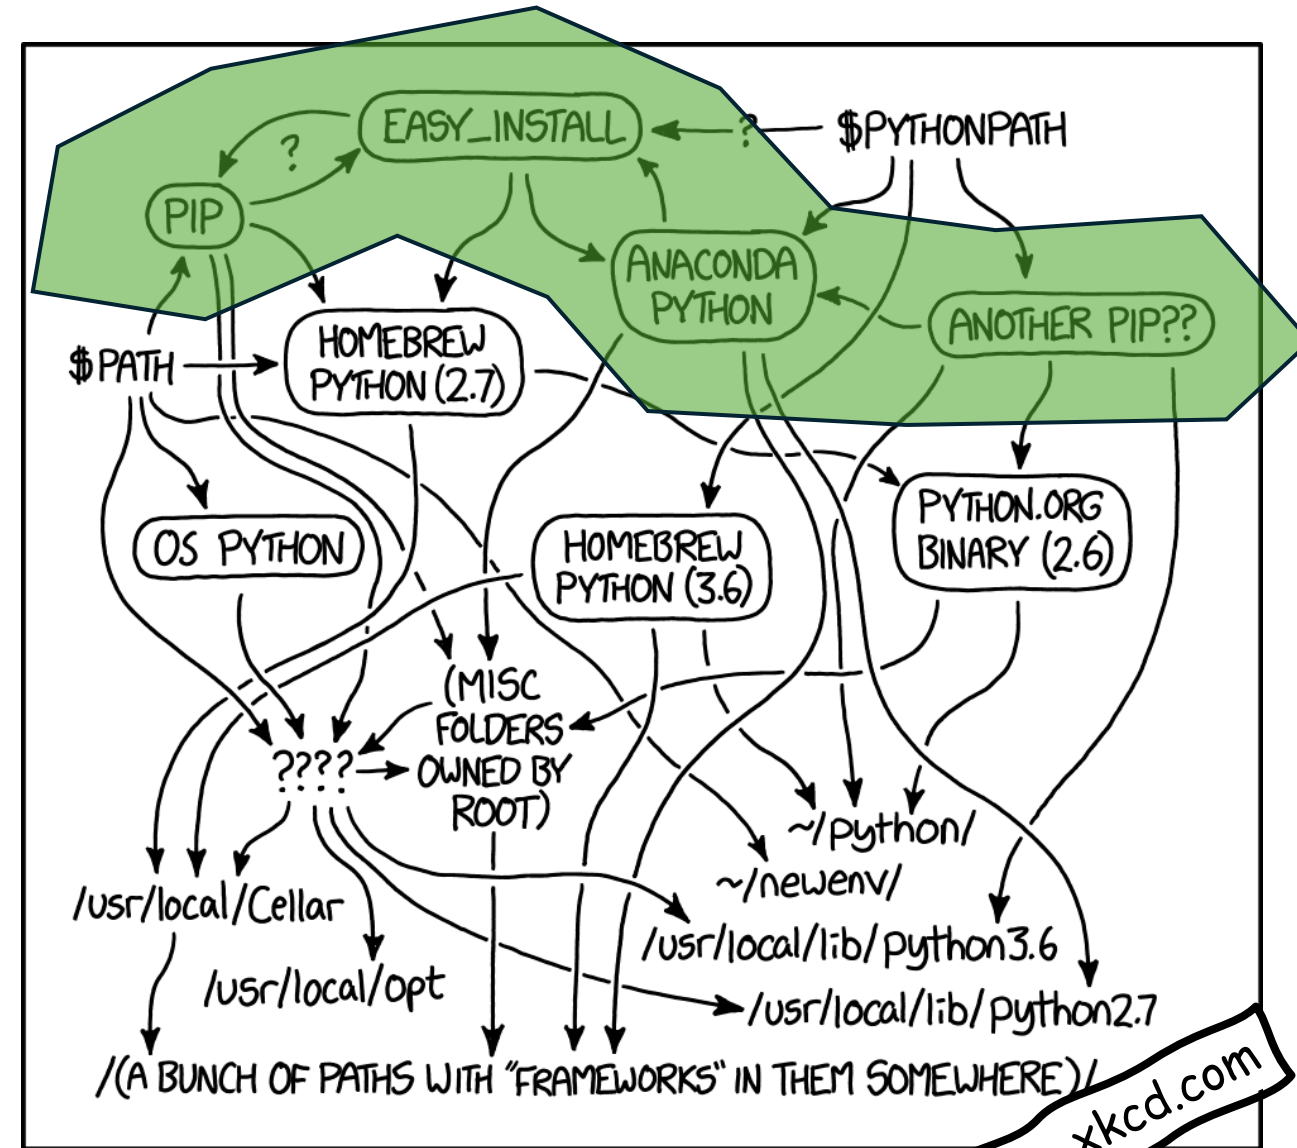 EASY_INSTALL
?
$PYTHONPATH
?
PIP
ANACONDA
PYTHON
ANOTHER PIP??
$PATH
HOMEBREW
PYTHON (2.7)
OS PYTHON
HOMEBREW
PYTHON (3.6)
PYTHON.ORG
BINARY (2.6)
(MISC
FOLDERS
OWNED BY
ROOT)
????
~/python/
~/newenv/
/usr/local/Cellar
/usr/local/lib/python3.6
/usr/local/opt
/usr/local/lib/python2.7
/(A BUNCH OF PATHS WITH "FRAMEWORKS" IN THEM SOMEWHERE)/
xkcd.com